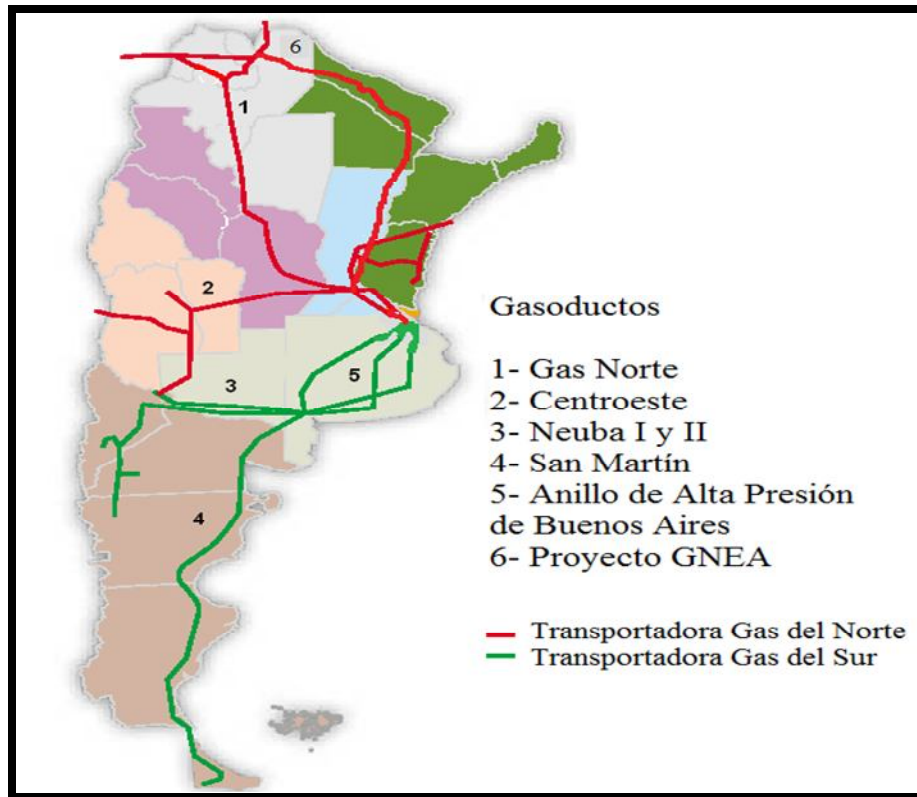 6
1
2
3
5
4
Gasoductos
1- Gas Norte
2- Centroeste
3- Neuba I y II
4- San Martín
5- Anillo de Alta Presión
de Buenos Aires
6- Proyecto GNEA
Transportadora Gas del Norte
Transportadora Gas del Sur